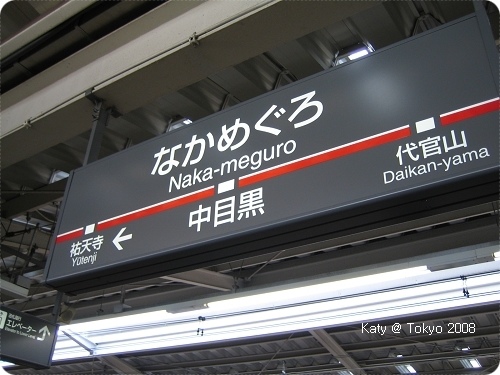 なかめぐろ
Naka-meguro
中目黒
代官山
Daikan-yama
祐天寺
Yūtenji
←
エレベーター
Katy @ Tokyo 2008